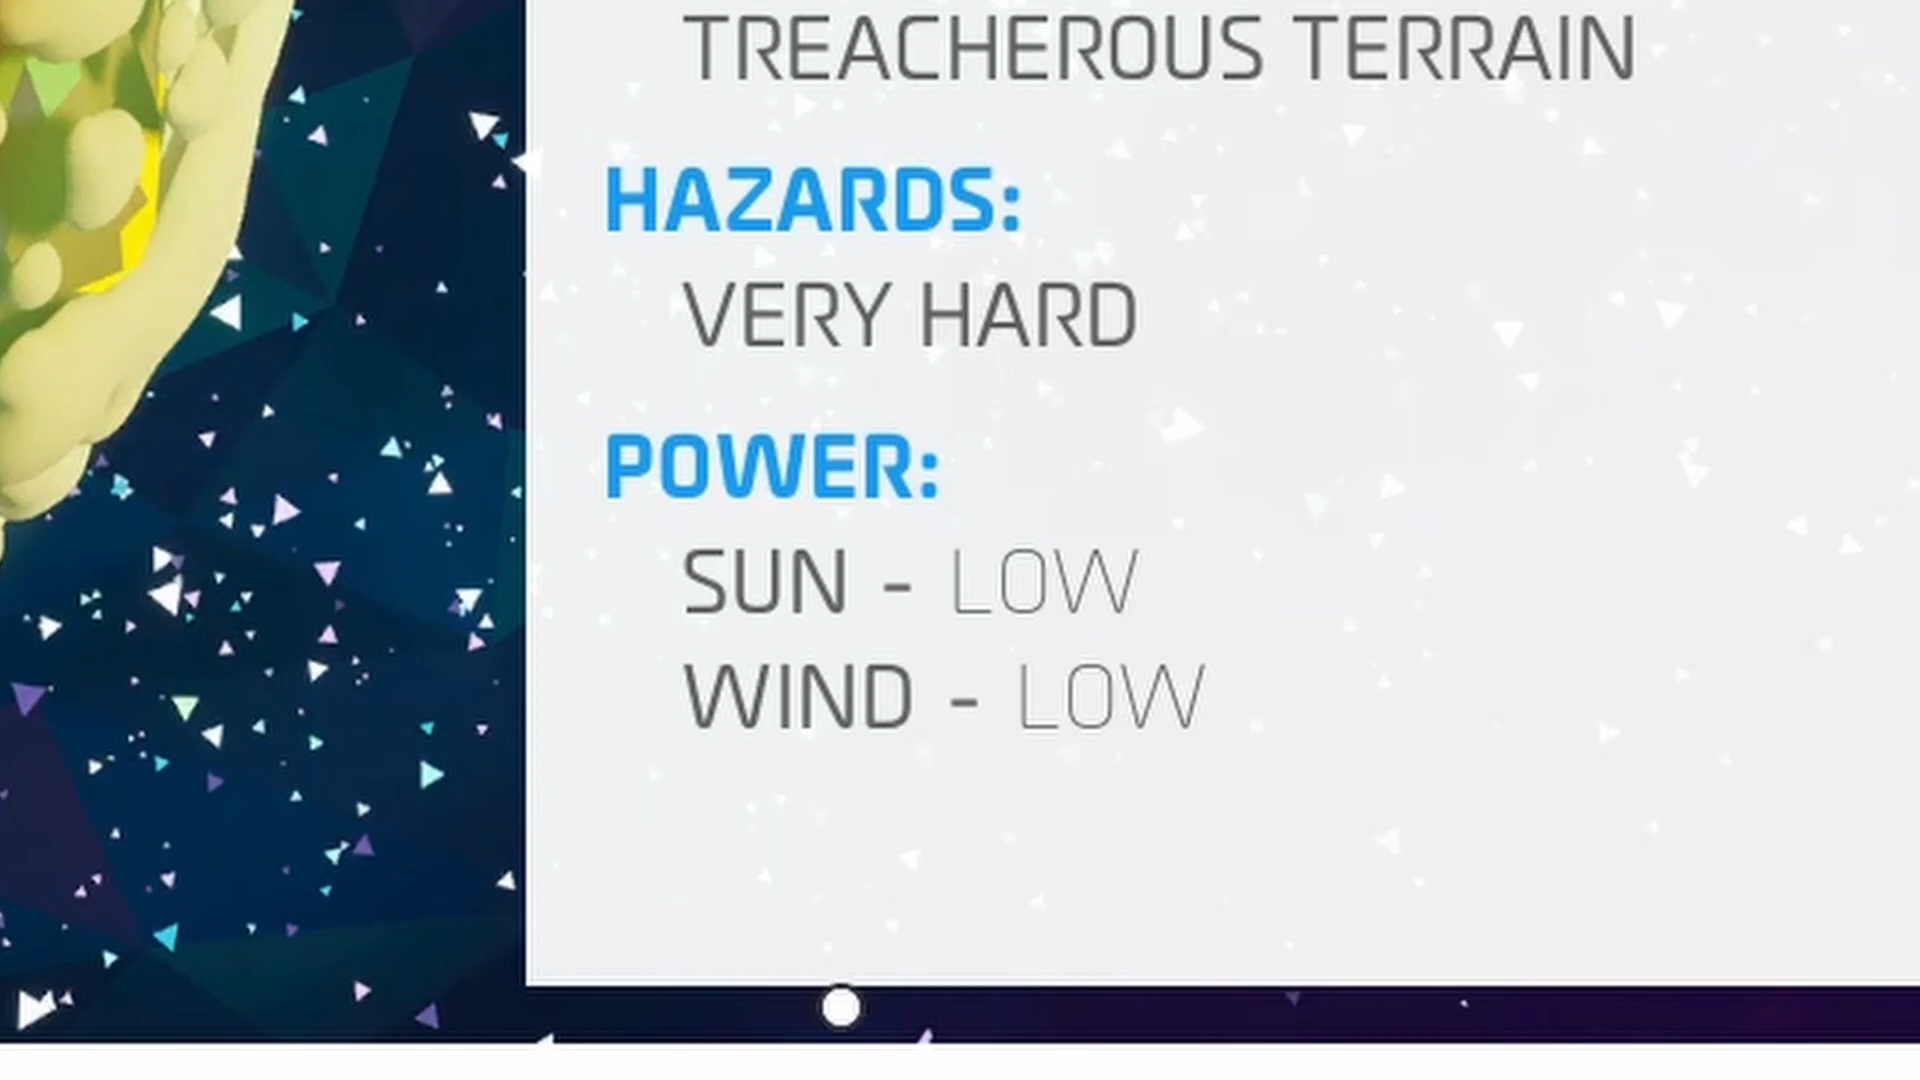 TREACHEROUS TERRAIN
HAZARDS:
VERY HARD
POWER:
SUN - LOW
WIND - LOW